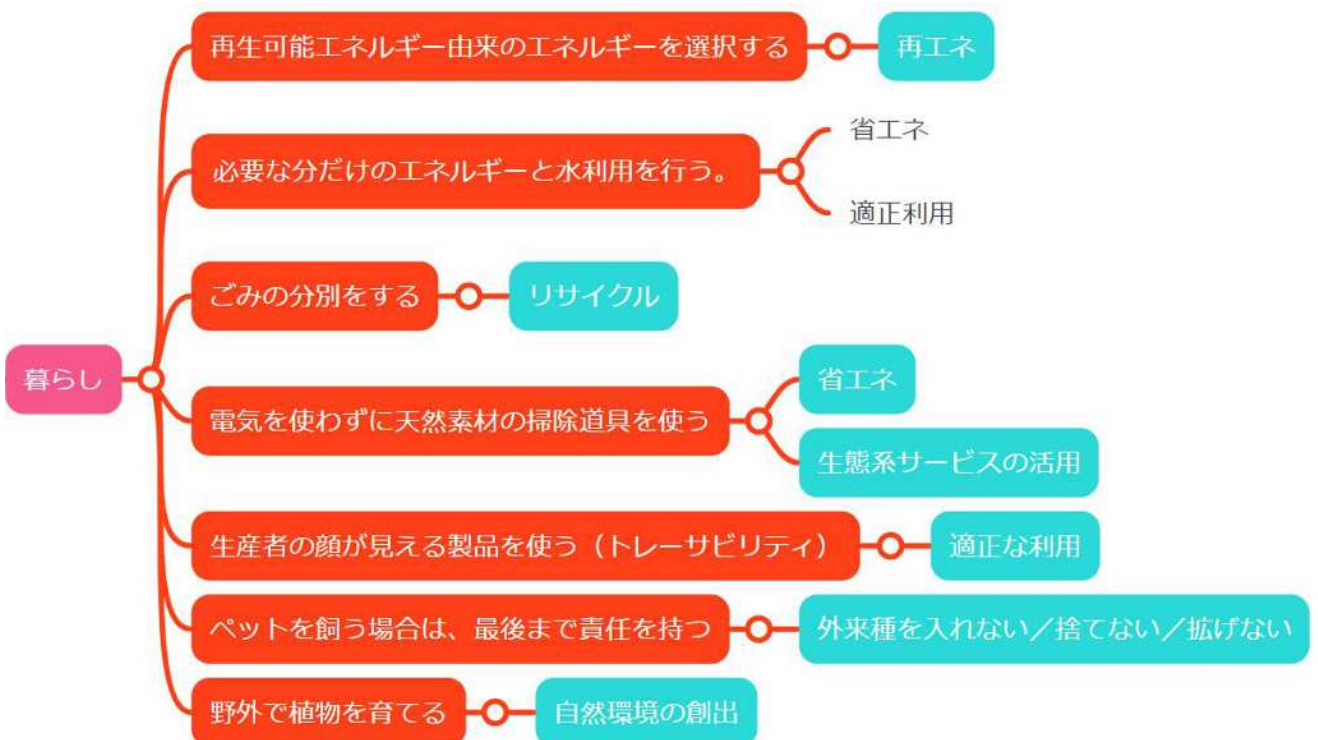 再生可能エネルギー由来のエネルギーを選択する
再エネ
必要な分だけのエネルギーと水利用を行う。
省エネ
適正利用
ごみの分別をする
リサイクル
暮らし
電気を使わずに天然素材の掃除道具を使う
省エネ
生態系サービスの活用
生産者の顔が見える製品を使う（トレーサビリティ）
適正な利用
ペットを飼う場合は、最後まで責任を持つ
外来種を入れない／捨てない／拡げない
野外で植物を育てる
自然環境の創出